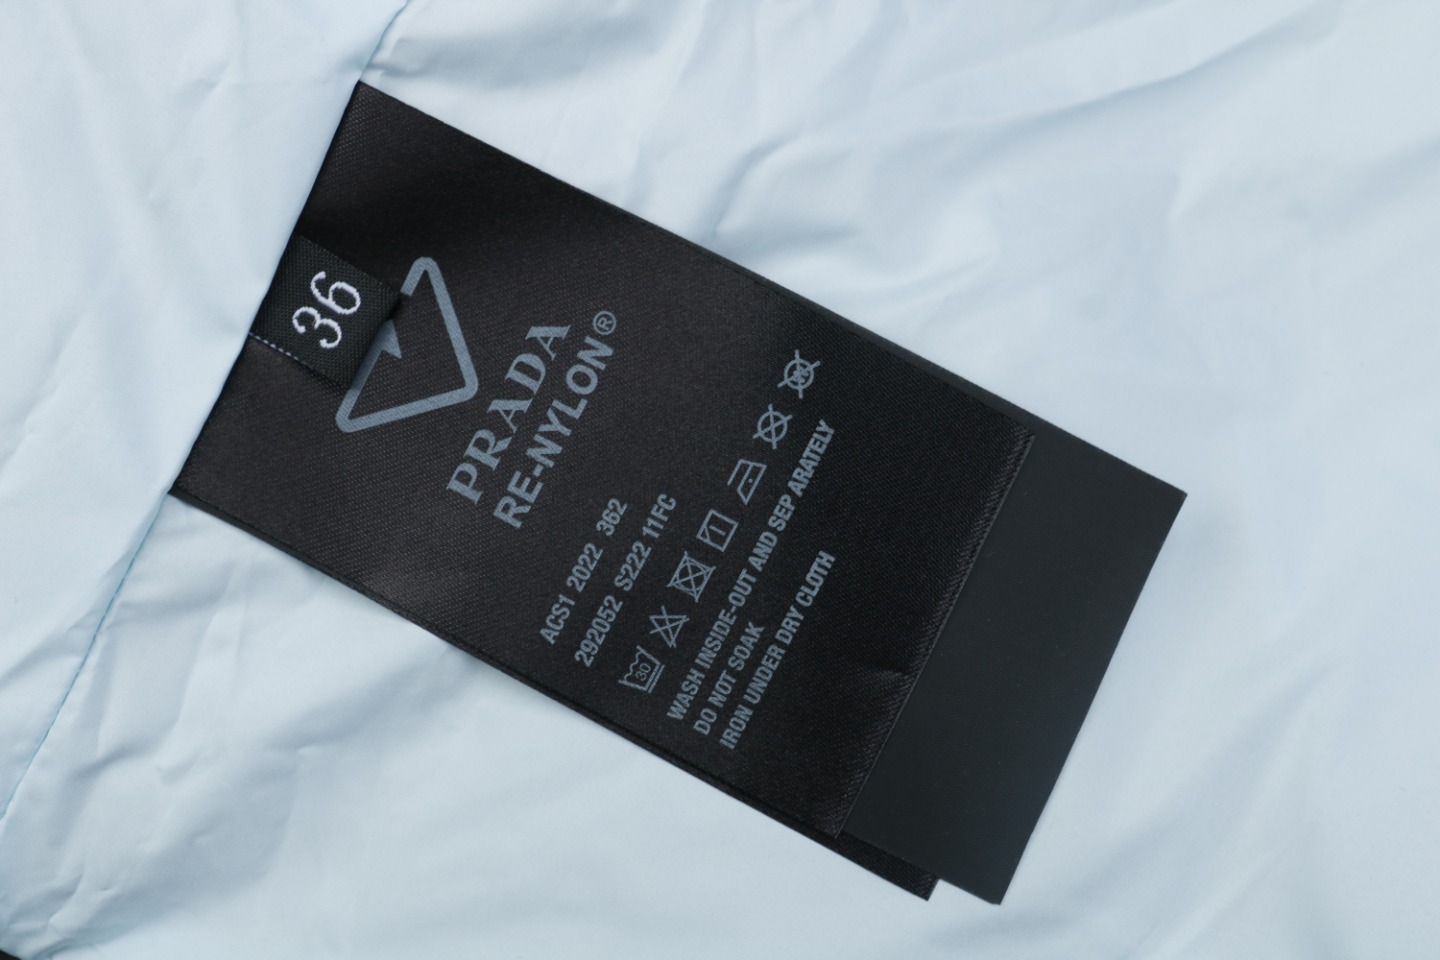 36
PRADA
RE-NYLON®
ACS1 2022 362
292052 S222 11FC
30
WASH INSIDE-OUT AND SEP ARATELY
DO NOT SOAK
IRON UNDER DRY CLOTH